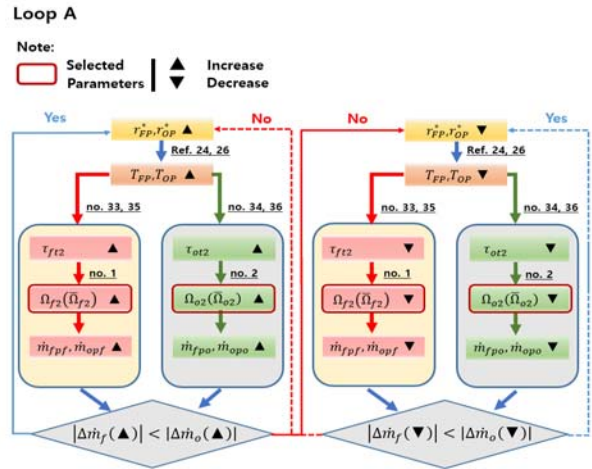 Loop A
Note:
Selected Parameters
▲ Increase
▼ Decrease
Yes
No
No
Yes
r*FP, r*OP ▲
r*FP, r*OP ▼
Ref. 24, 26
Ref. 24, 26
TFP, TOP ▲
TFP, TOP ▼
no. 33, 35
no. 34, 36
no. 33, 35
no. 34, 36
τft2 ▲
τot2 ▲
τft2 ▼
τot2 ▼
no. 1
no. 2
no. 1
no. 2
Ωf2(Ω̅f2) ▲
Ωo2(Ω̅o2) ▲
Ωf2(Ω̅f2) ▼
Ωo2(Ω̅o2) ▼
ṁfpf, ṁopf ▲
ṁfpo, ṁopo ▲
ṁfpf, ṁopf ▼
ṁfpo, ṁopo ▼
|Δṁf(▲)| < |Δṁo(▲)|
|Δṁf(▼)| < |Δṁo(▼)|